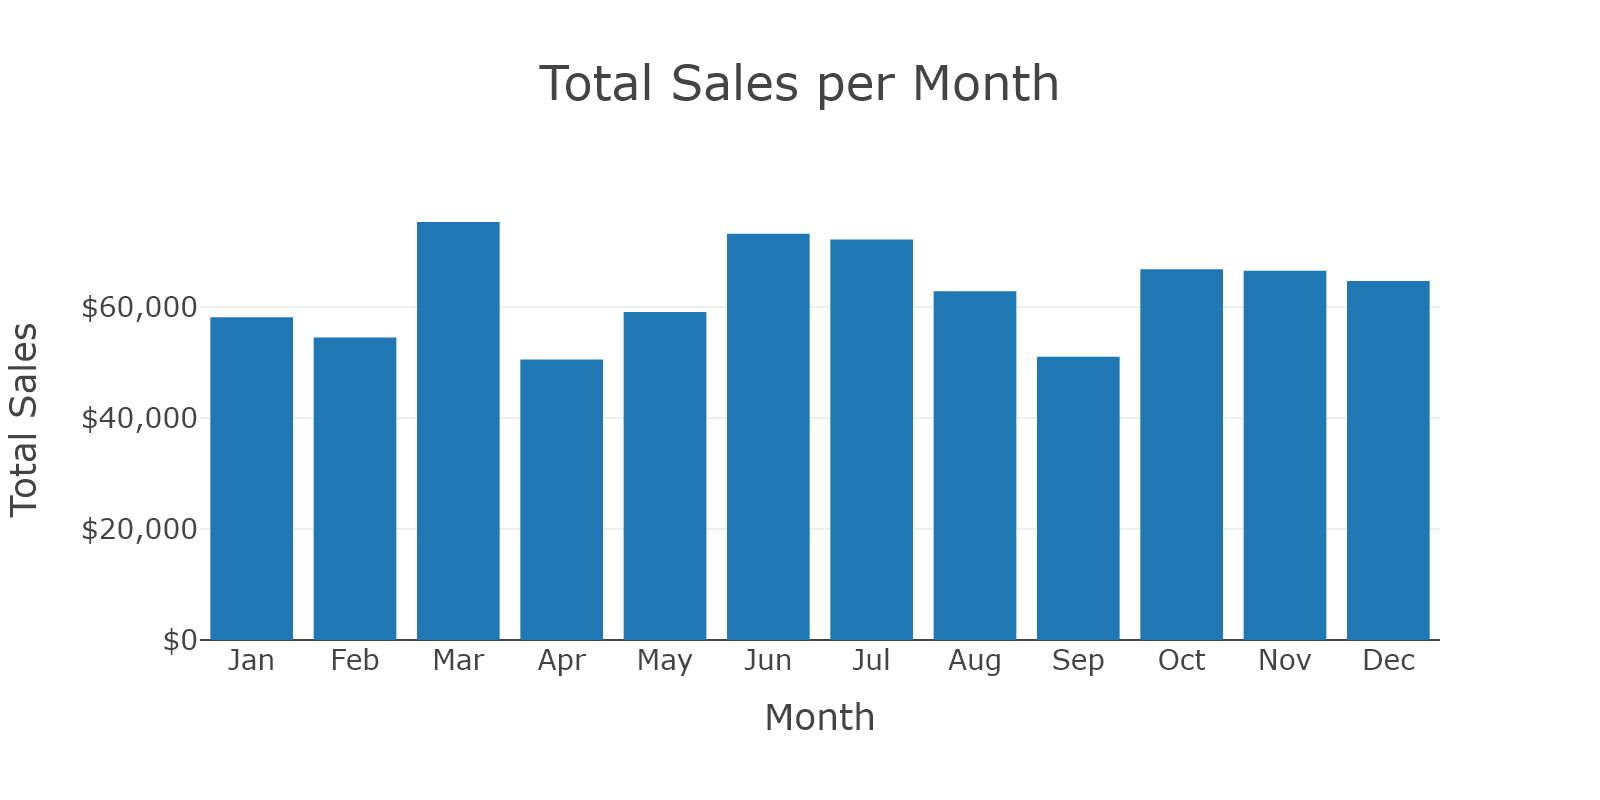 Total Sales per Month
Total Sales
$60,000
$40,000
$20,000
$0
Jan Feb Mar Apr May Jun Jul Aug Sep Oct Nov Dec
Month